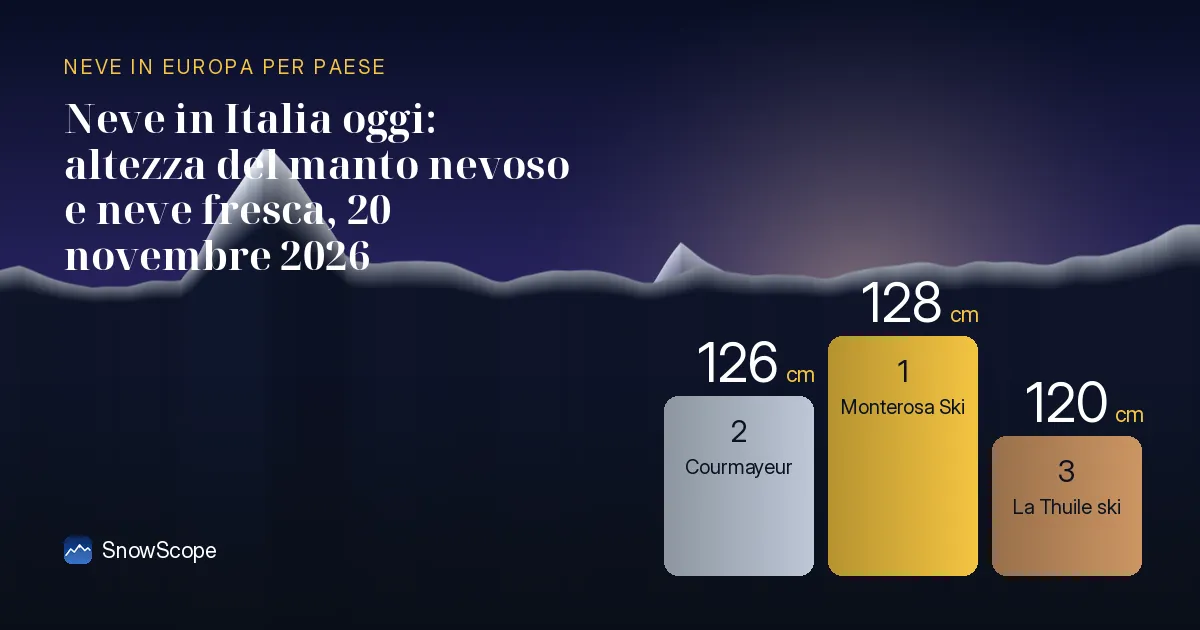 NEVE IN EUROPA PER PAESE
Neve in Italia oggi:
altezza del manto nevoso
e neve fresca, 20
novembre 2026
126 cm
2
Courmayeur
128 cm
1
Monterosa Ski
120 cm
3
La Thuile ski
SnowScope